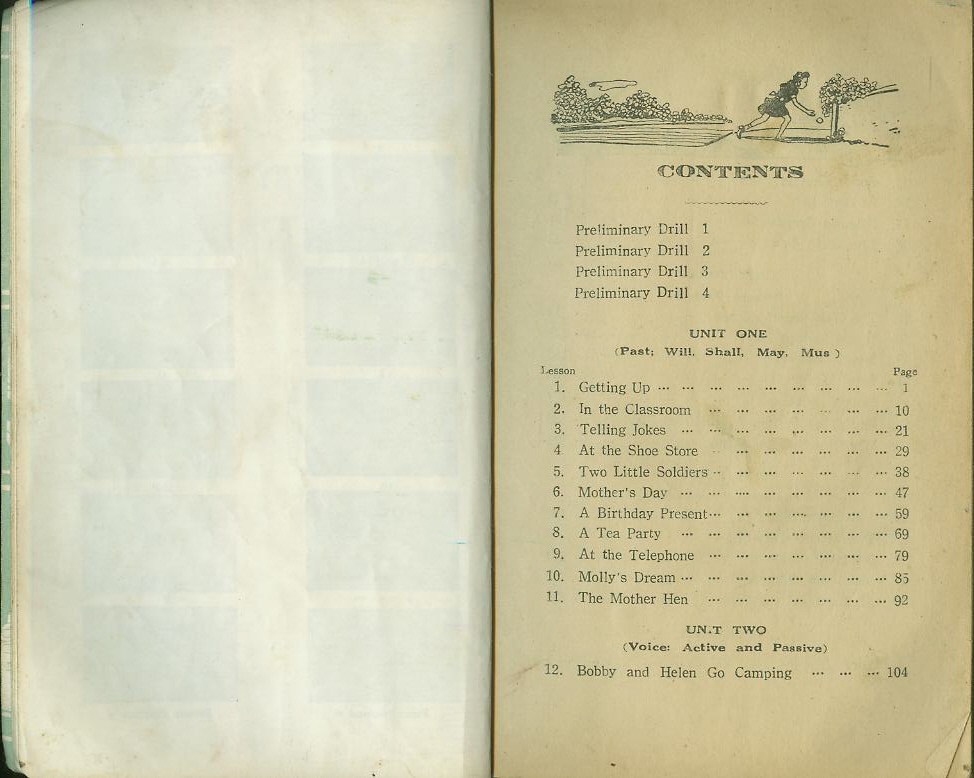 CONTENTS
Preliminary Drill 1
Preliminary Drill 2
Preliminary Drill 3
Preliminary Drill 4
UNIT ONE
(Past; Will, Shall, May, Mus )
Lesson Page
1. Getting Up ... ... ... ... ... ... ... ... ... 1
2. In the Classroom ... ... ... ... ... ... ... 10
3. Telling Jokes ... ... ... ... ... ... ... ... 21
4 At the Shoe Store ... ... ... ... ... ... ... 29
5. Two Little Soldiers ... ... ... ... ... ... ... 38
6. Mother's Day ... ... ... ... ... ... ... ... 47
7. A Birthday Present ... ... ... ... ... ... ... 59
8. A Tea Party ... ... ... ... ... ... ... ... 69
9. At the Telephone ... ... ... ... ... ... ... 79
10. Molly's Dream ... ... ... ... ... ... ... ... 85
11. The Mother Hen ... ... ... ... ... ... ... 92
UNIT TWO
(Voice: Active and Passive)
12. Bobby and Helen Go Camping ... ... ... 104